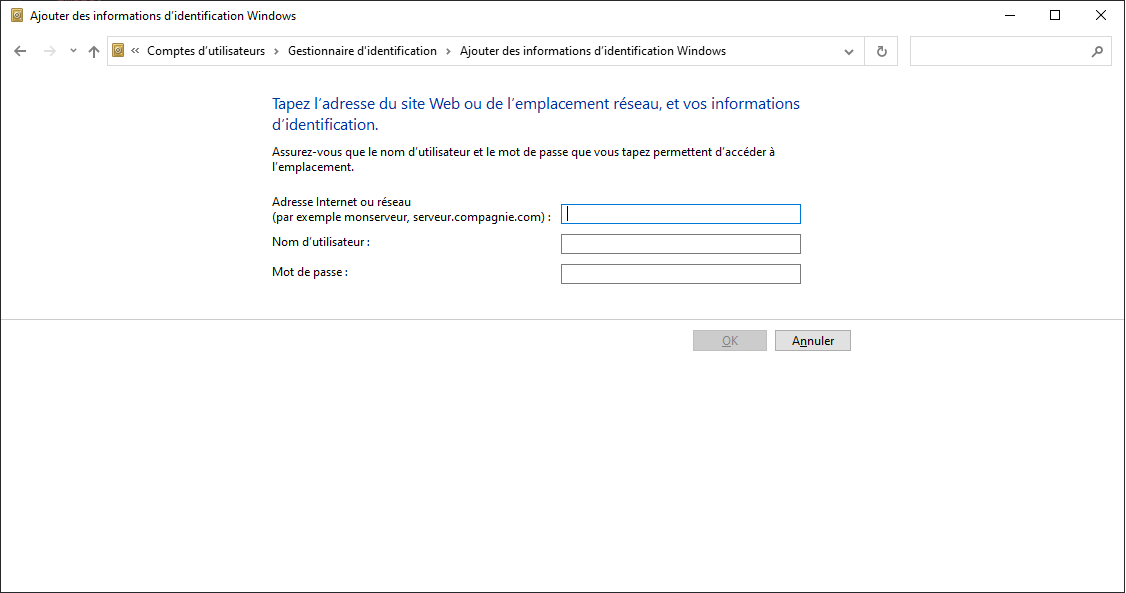 Ajouter des informations d’identification Windows
« Comptes d’utilisateurs › Gestionnaire d’identification › Ajouter des informations d’identification Windows
Tapez l’adresse du site Web ou de l’emplacement réseau, et vos informations
d’identification.
Assurez-vous que le nom d’utilisateur et le mot de passe que vous tapez permettent d’accéder à
l’emplacement.
Adresse Internet ou réseau
(par exemple monserveur, serveur.compagnie.com) :
Nom d’utilisateur :
Mot de passe :
OK Annuler